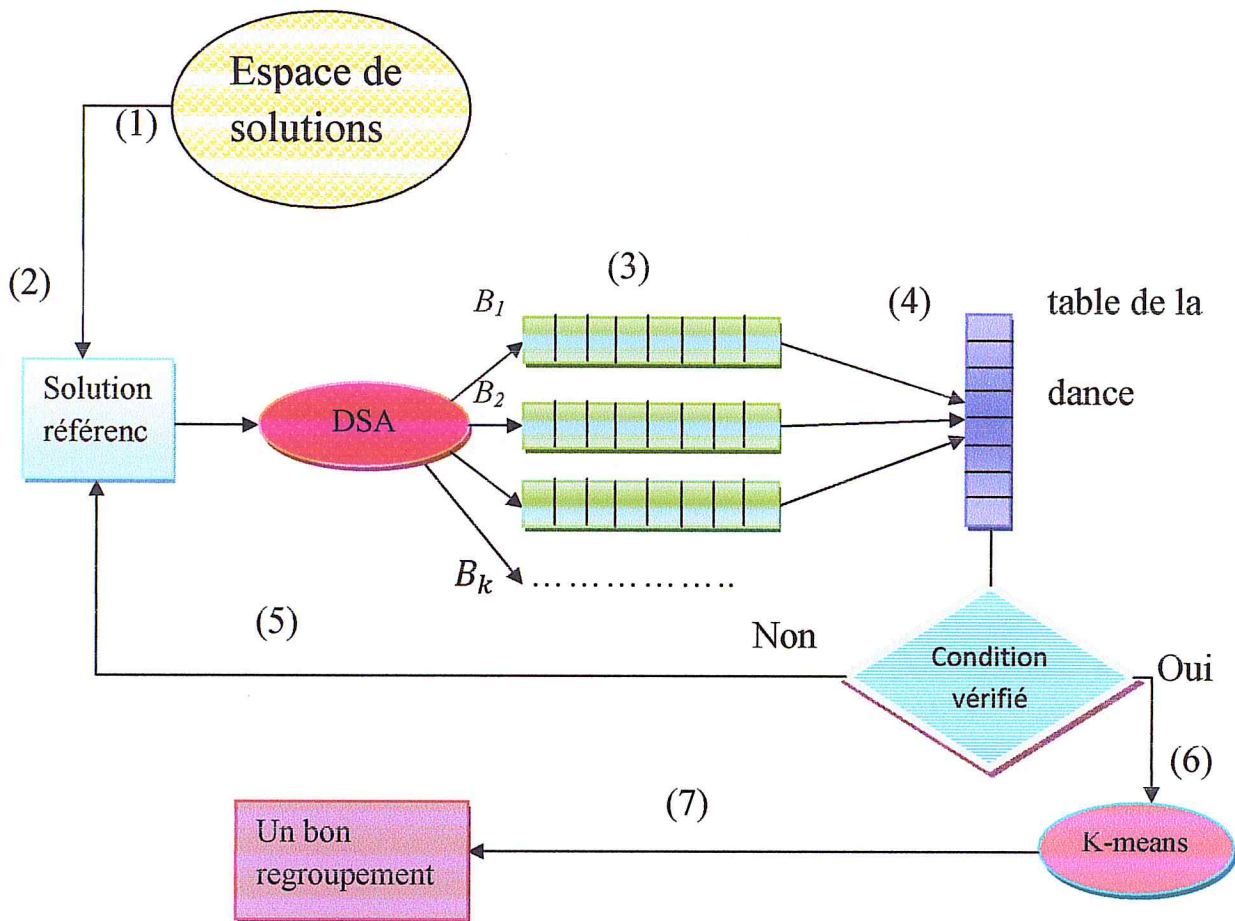 Espace de
solutions
(1)
(2)
(3)
(4)
table de la
dance
B1
B2
Bk ................
Solution
référenc
DSA
(5)
Non
Condition
vérifié
Oui
(6)
(7)
Un bon
regroupement
K-means